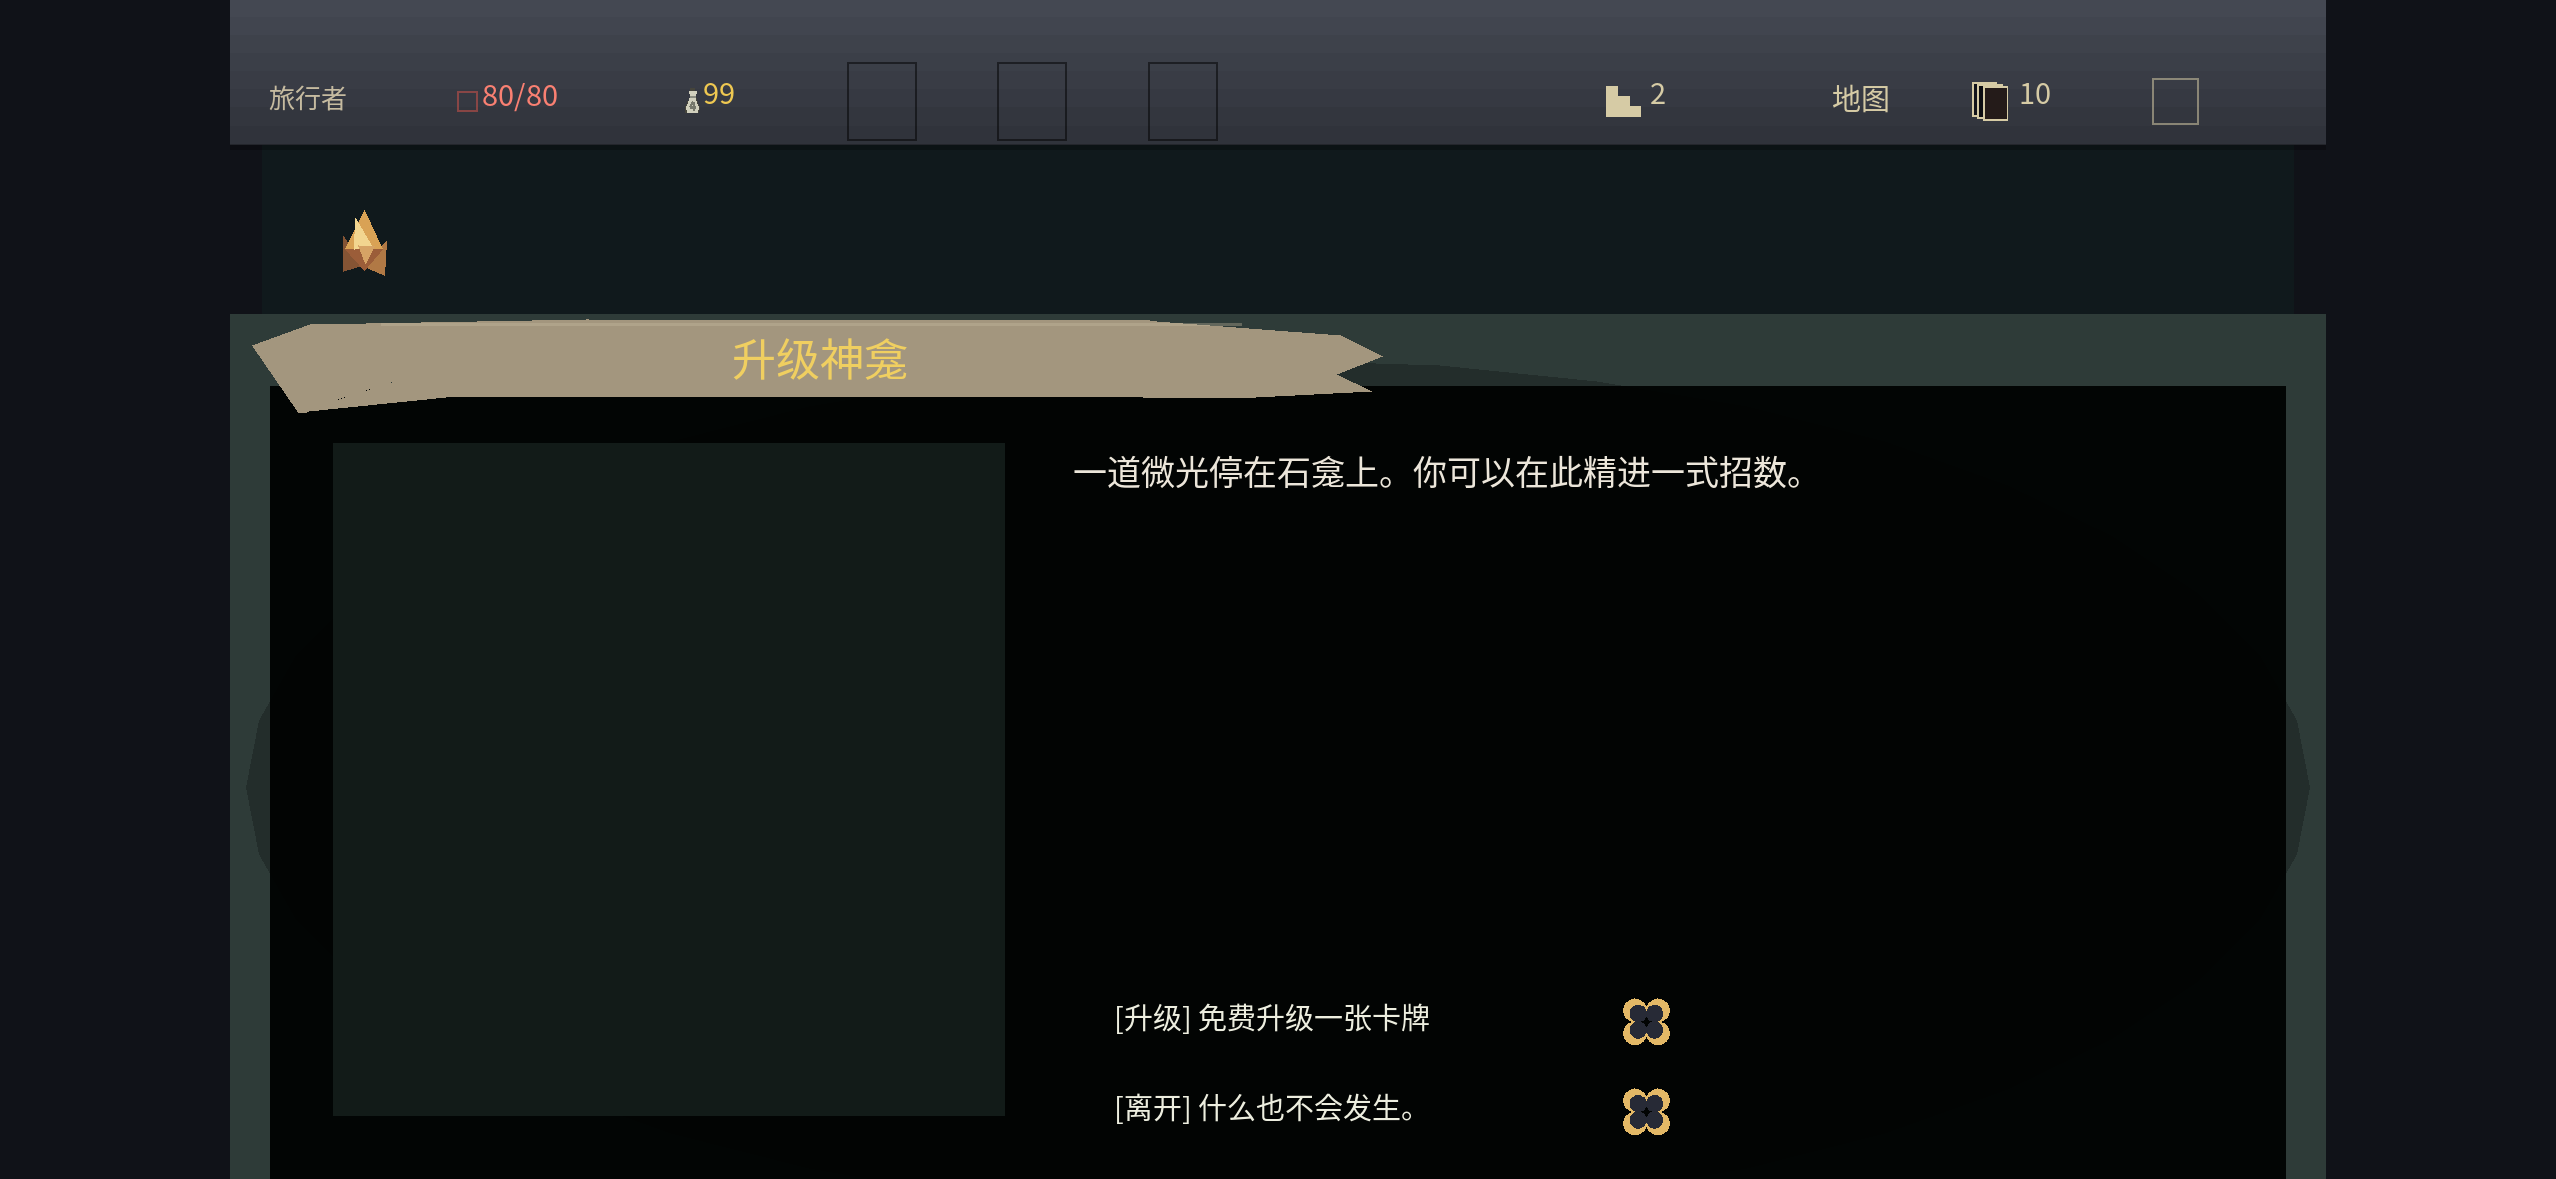 旅行者 80/80 99 2 地图 10
升级神龛
一道微光停在石龛上。你可以在此精进一式招数。
[升级] 免费升级一张卡牌
[离开] 什么也不会发生。